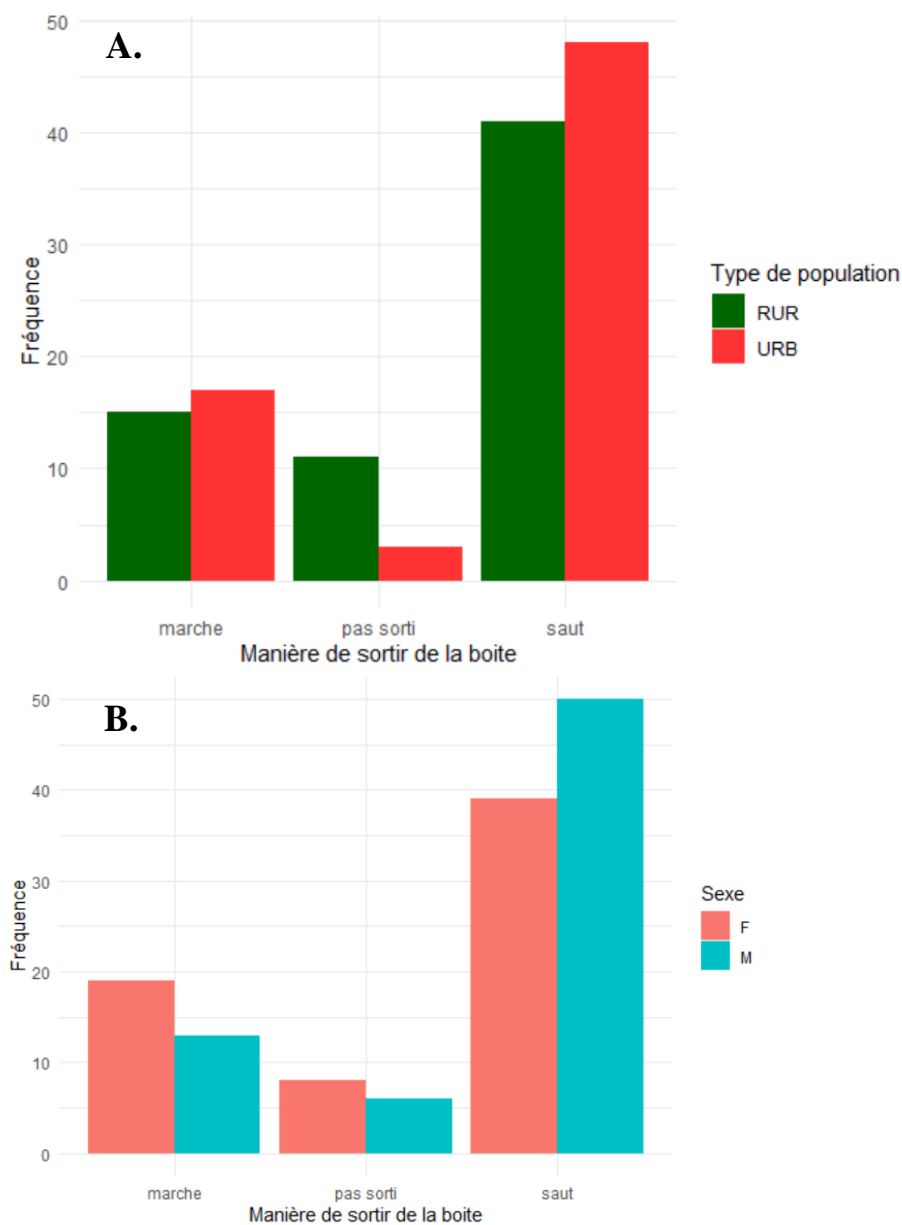 A.
50
40
30
20
10
0
Fréquence
marche
pas sorti
saut
Manière de sortir de la boite
Type de population
RUR
URB
B.
50
40
30
20
10
0
Fréquence
marche
pas sorti
saut
Manière de sortir de la boite
Sexe
F
M